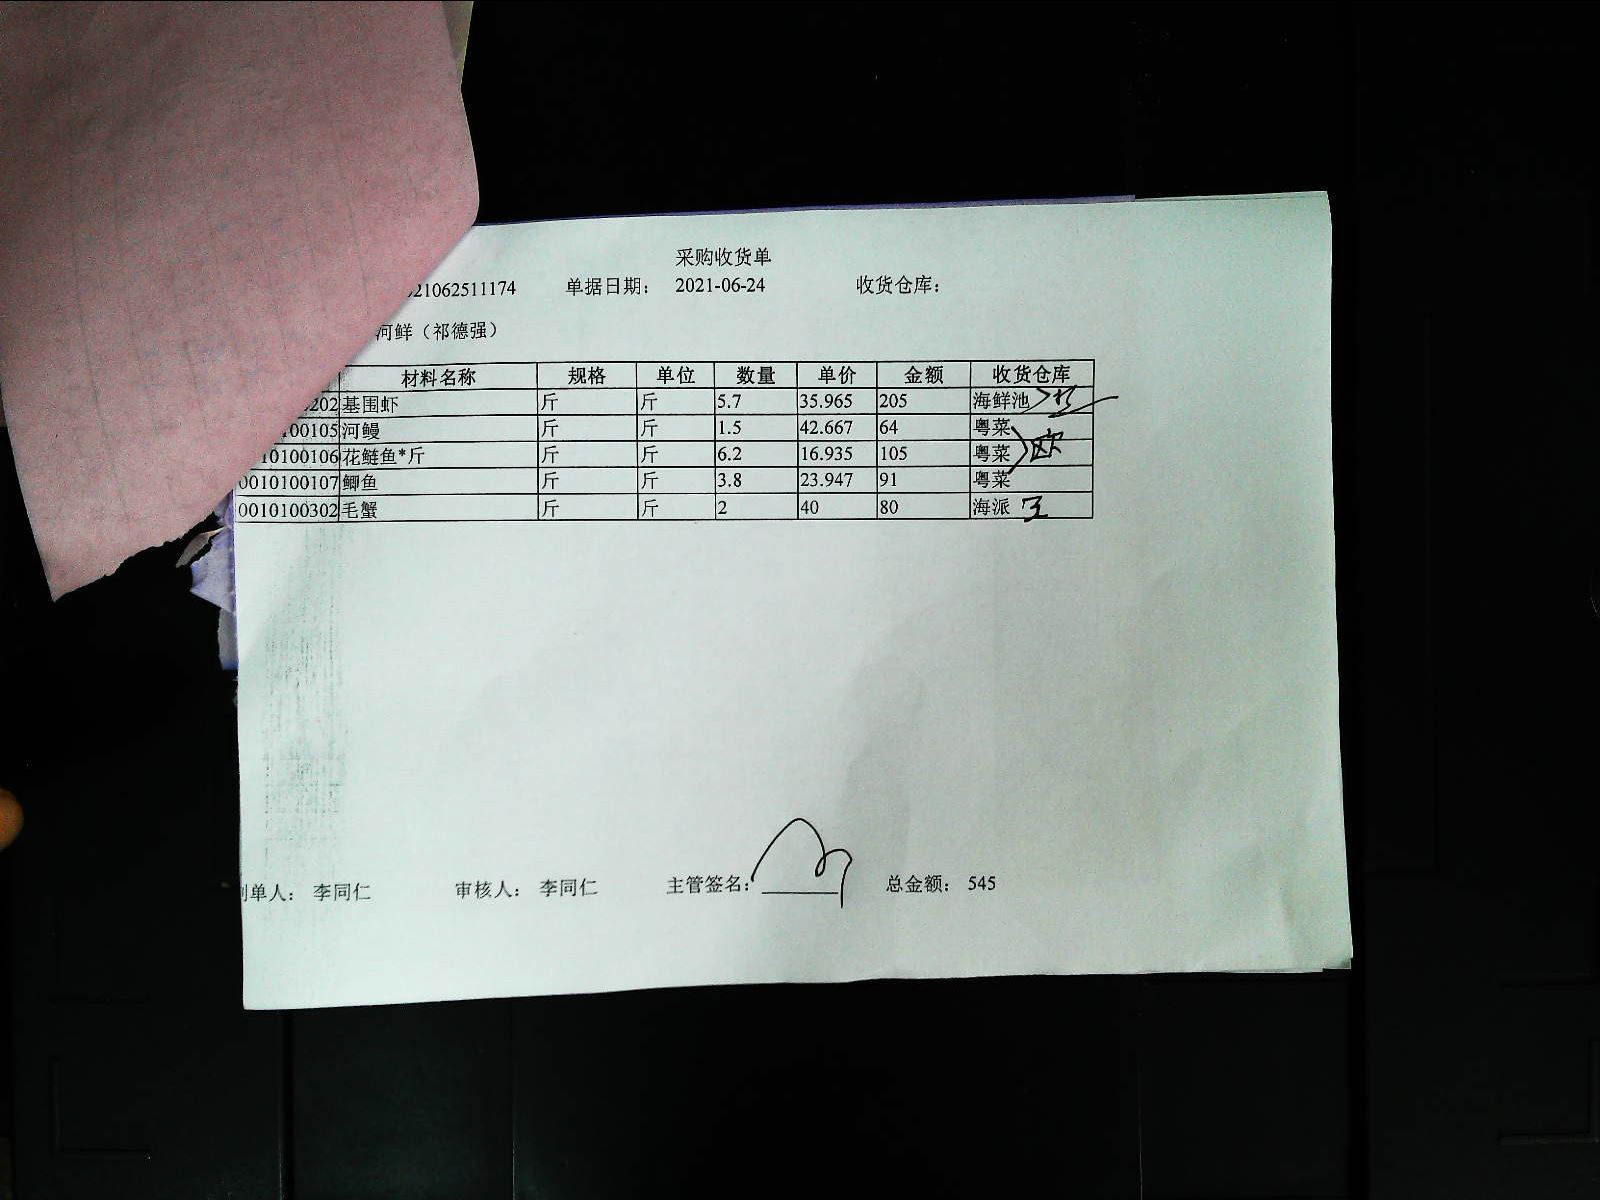 采购收货单
21062511174 单据日期： 2021-06-24 收货仓库：
河鲜（祁德强）
材料名称 规格 单位 数量 单价 金额 收货仓库
202 基围虾 斤 斤 5.7 35.965 205 海鲜池
100105 河鳗 斤 斤 1.5 42.667 64 粤菜
10100106 花鲢鱼*斤 斤 斤 6.2 16.935 105 粤菜 欧
0010100107 鲫鱼 斤 斤 3.8 23.947 91 粤菜
0010100302 毛蟹 斤 斤 2 40 80 海派
制单人： 李同仁 审核人： 李同仁 主管签名： 总金额： 545